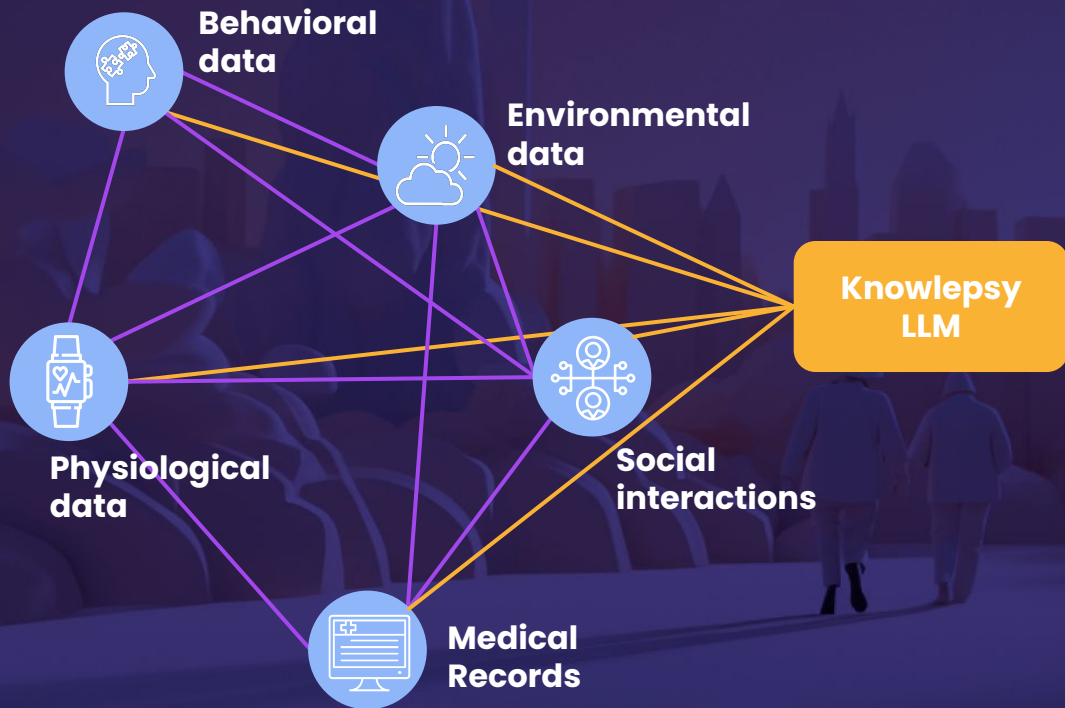 Behavioral
data
Environmental
data
Knowlepsy
LLM
Physiological
data
Social
interactions
Medical
Records